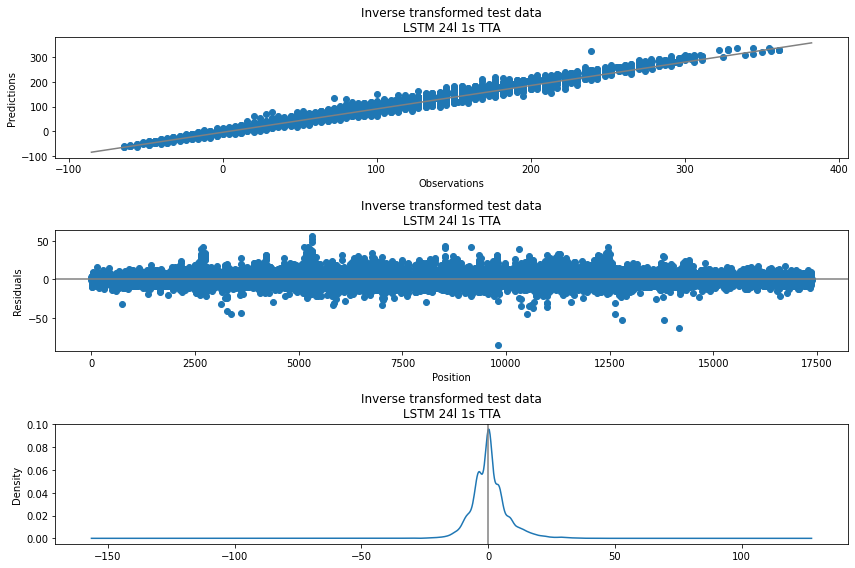 Inverse transformed test data
LSTM 24l 1s TTA
300
200
100
0
−100
Predictions
−100 0 100 200 300 400
Observations
Inverse transformed test data
LSTM 24l 1s TTA
50
0
−50
Residuals
0 2500 5000 7500 10000 12500 15000 17500
Position
Inverse transformed test data
LSTM 24l 1s TTA
0.10
0.08
0.06
0.04
0.02
0.00
Density
−150 −100 −50 0 50 100